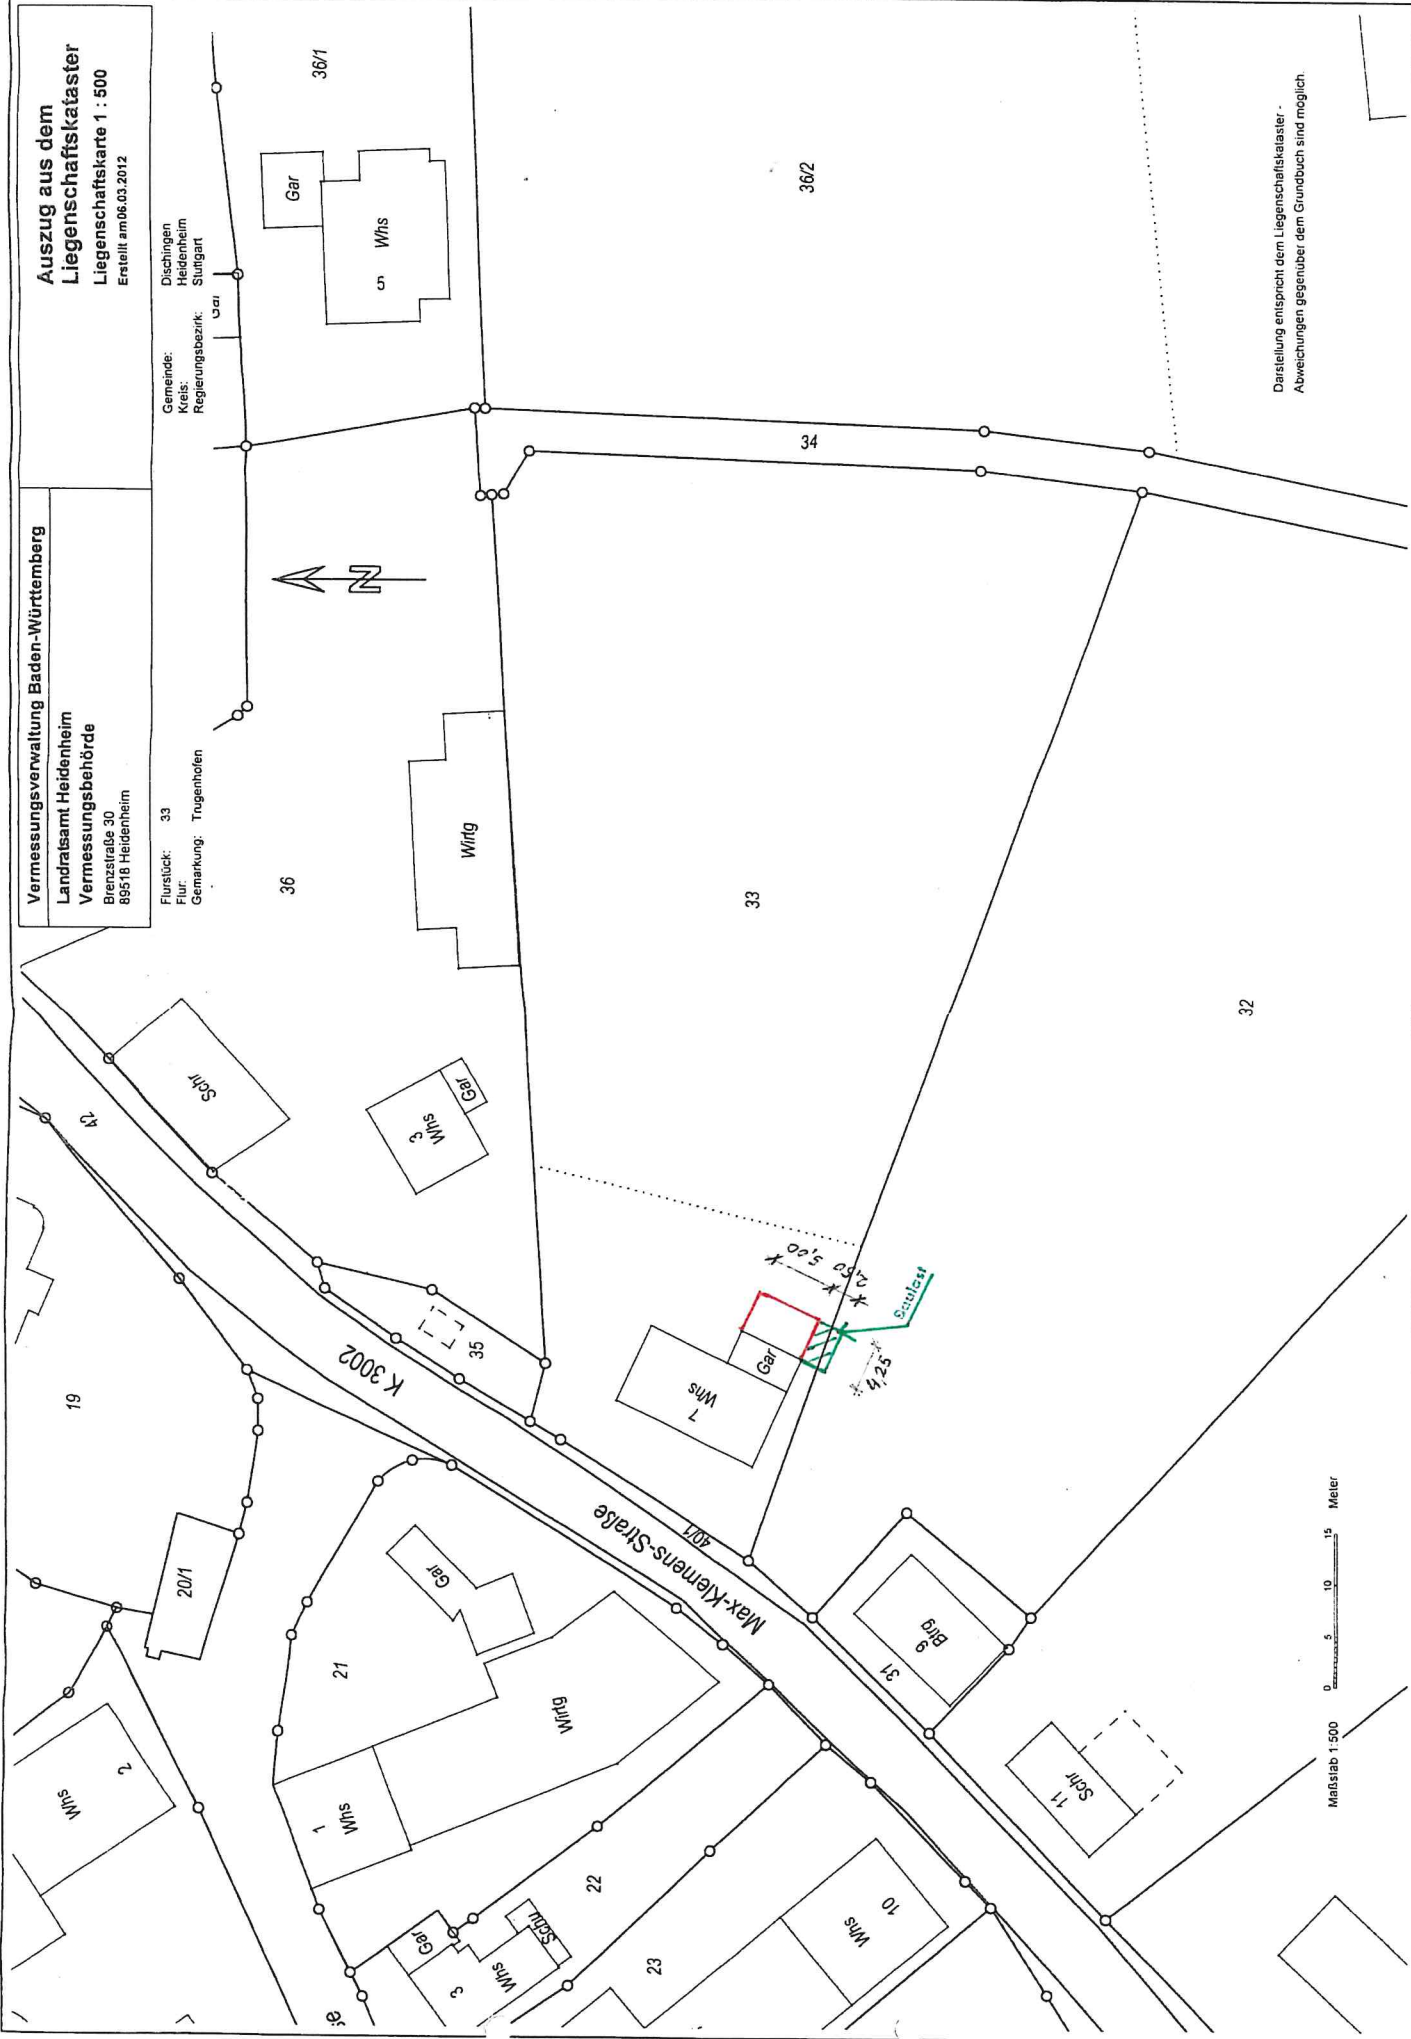 Vermessungsverwaltung Baden-Württemberg
Landratsamt Heidenheim
Vermessungsbehörde
Brenzstraße 30
89518 Heidenheim
Auszug aus dem
Liegenschaftskataster
Liegenschaftskarte 1 : 500
Erstellt am06.03.2012
Flurstück: 33
Flur:
Gemarkung: Trugenhofen
Gemeinde: Dischingen
Kreis: Heidenheim
Regierungsbezirk: Stuttgart
36/1
Gar
Whs
5
36/2
34
36
Wirtg
33
32
N
42
Schr
3
Whs
Gar
35
K 3002
19
20/1
21
Gar
Max-Klemens-Straße
40/1
7
Whs
Gar
5,00
2,50
4,25
Baulast
31
9
Btrg
11
Schr
Whs
2
1
Whs
Wirtg
22
Gar
3
Whs
Schu
23
Whs
10
Maßstab 1:500
0 5 10 15 Meter
Darstellung entspricht dem Liegenschaftskataster -
Abweichungen gegenüber dem Grundbuch sind möglich.